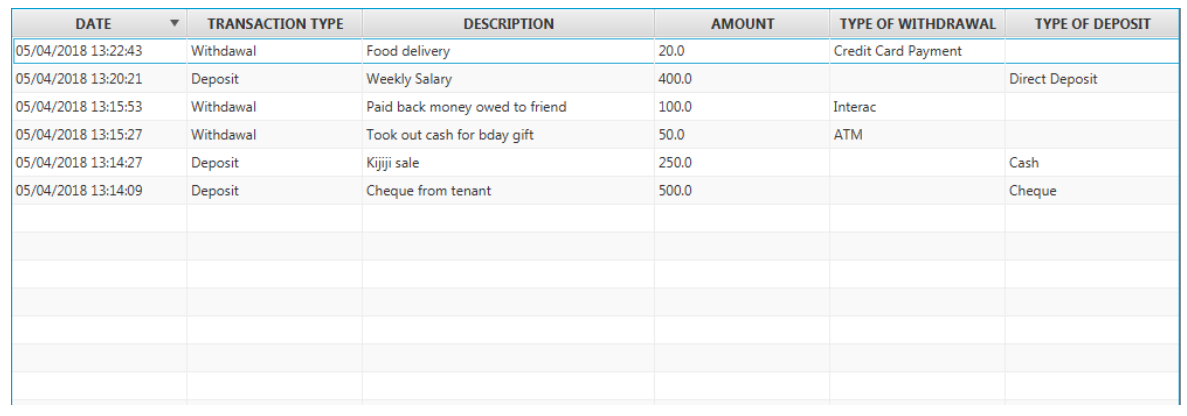 DATE TRANSACTION TYPE DESCRIPTION AMOUNT TYPE OF WITHDRAWAL TYPE OF DEPOSIT
05/04/2018 13:22:43 Withdawal Food delivery 20.0 Credit Card Payment
05/04/2018 13:20:21 Deposit Weekly Salary 400.0 Direct Deposit
05/04/2018 13:15:53 Withdawal Paid back money owed to friend 100.0 Interac
05/04/2018 13:15:27 Withdawal Took out cash for bday gift 50.0 ATM
05/04/2018 13:14:27 Deposit Kijiji sale 250.0 Cash
05/04/2018 13:14:09 Deposit Cheque from tenant 500.0 Cheque